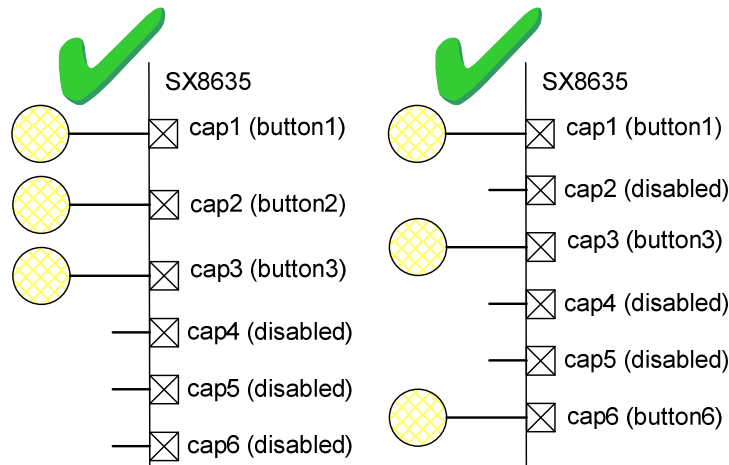 SX8635
cap1 (button1)
cap2 (button2)
cap3 (button3)
cap4 (disabled)
cap5 (disabled)
cap6 (disabled)
SX8635
cap1 (button1)
cap2 (disabled)
cap3 (button3)
cap4 (disabled)
cap5 (disabled)
cap6 (button6)